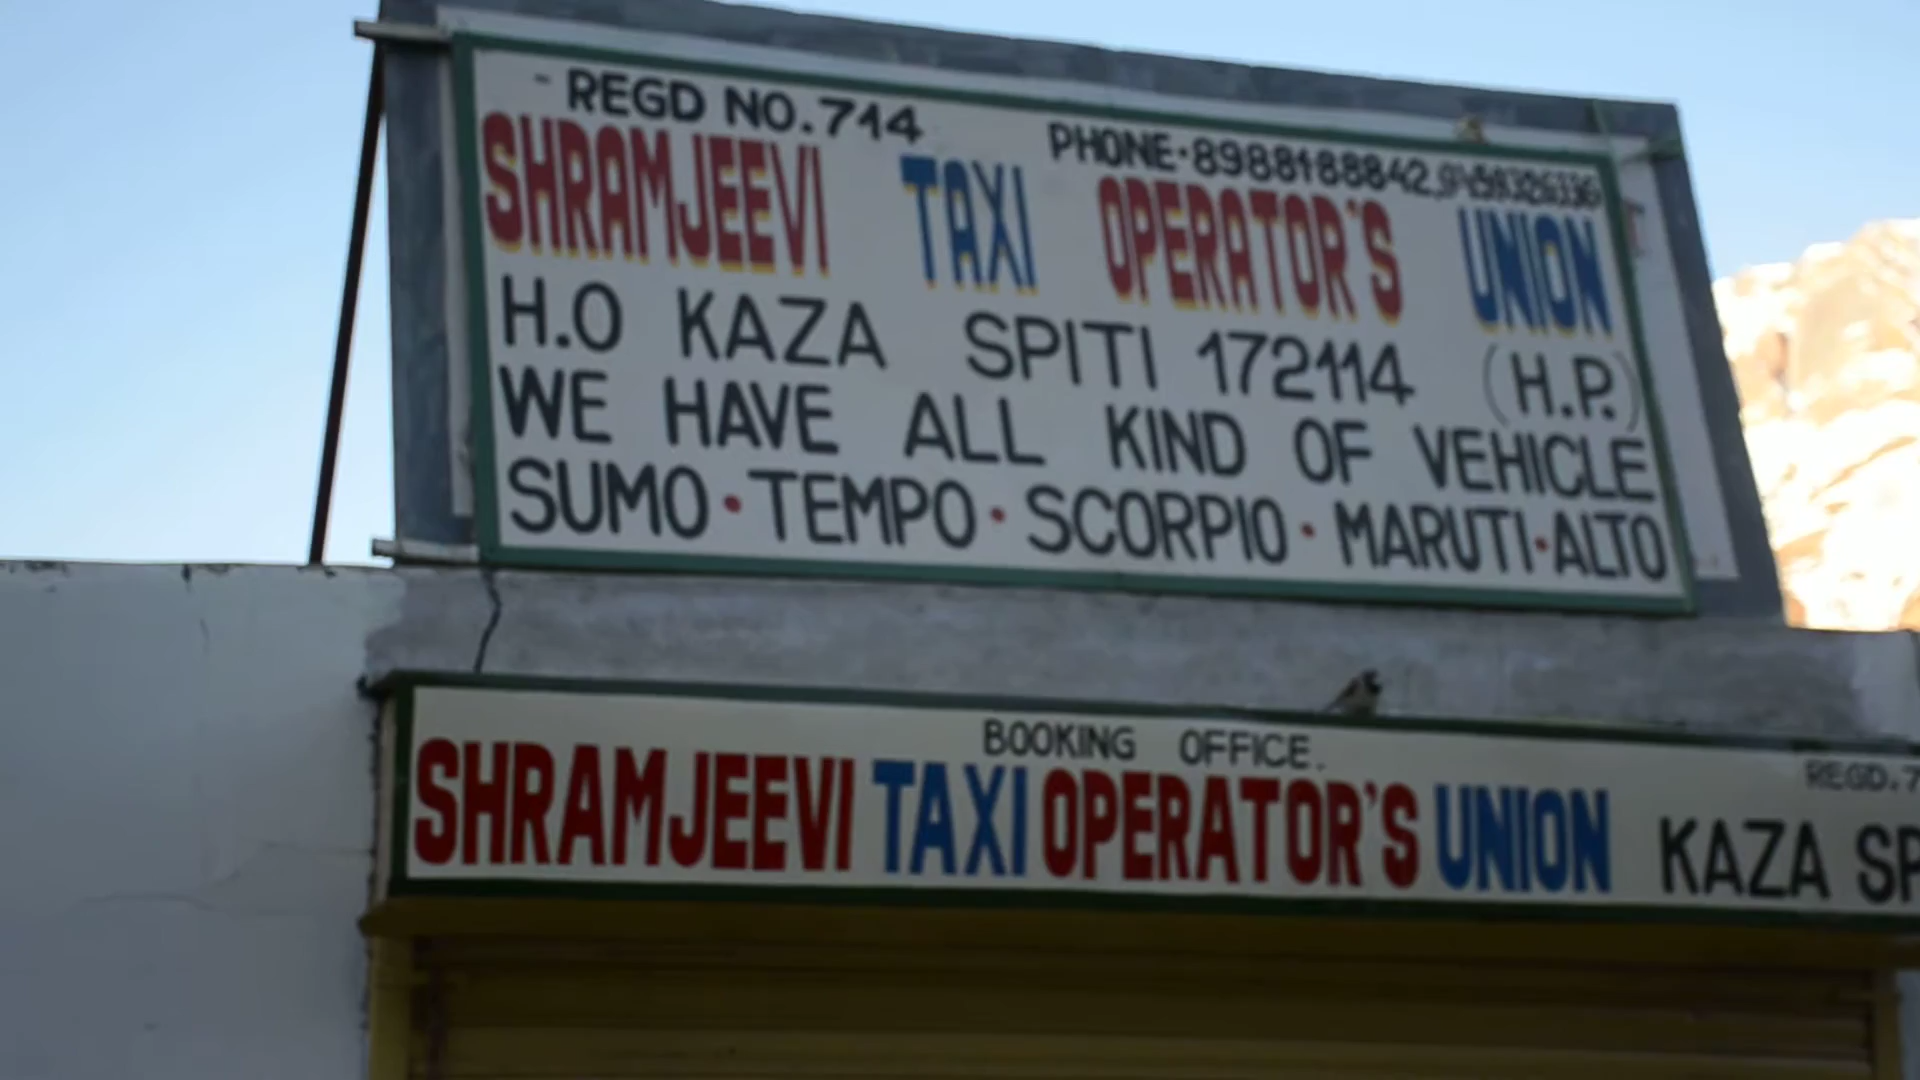 REGD NO. 714
PHONE·8988188842,
SHRAMJEEVI TAXI OPERATOR'S UNION
H.O KAZA SPITI 172114 (H.P.)
WE HAVE ALL KIND OF VEHICLE
SUMO · TEMPO · SCORPIO · MARUTI · ALTO
BOOKING OFFICE.
REGD.7
SHRAMJEEVI TAXI OPERATOR'S UNION KAZA SP